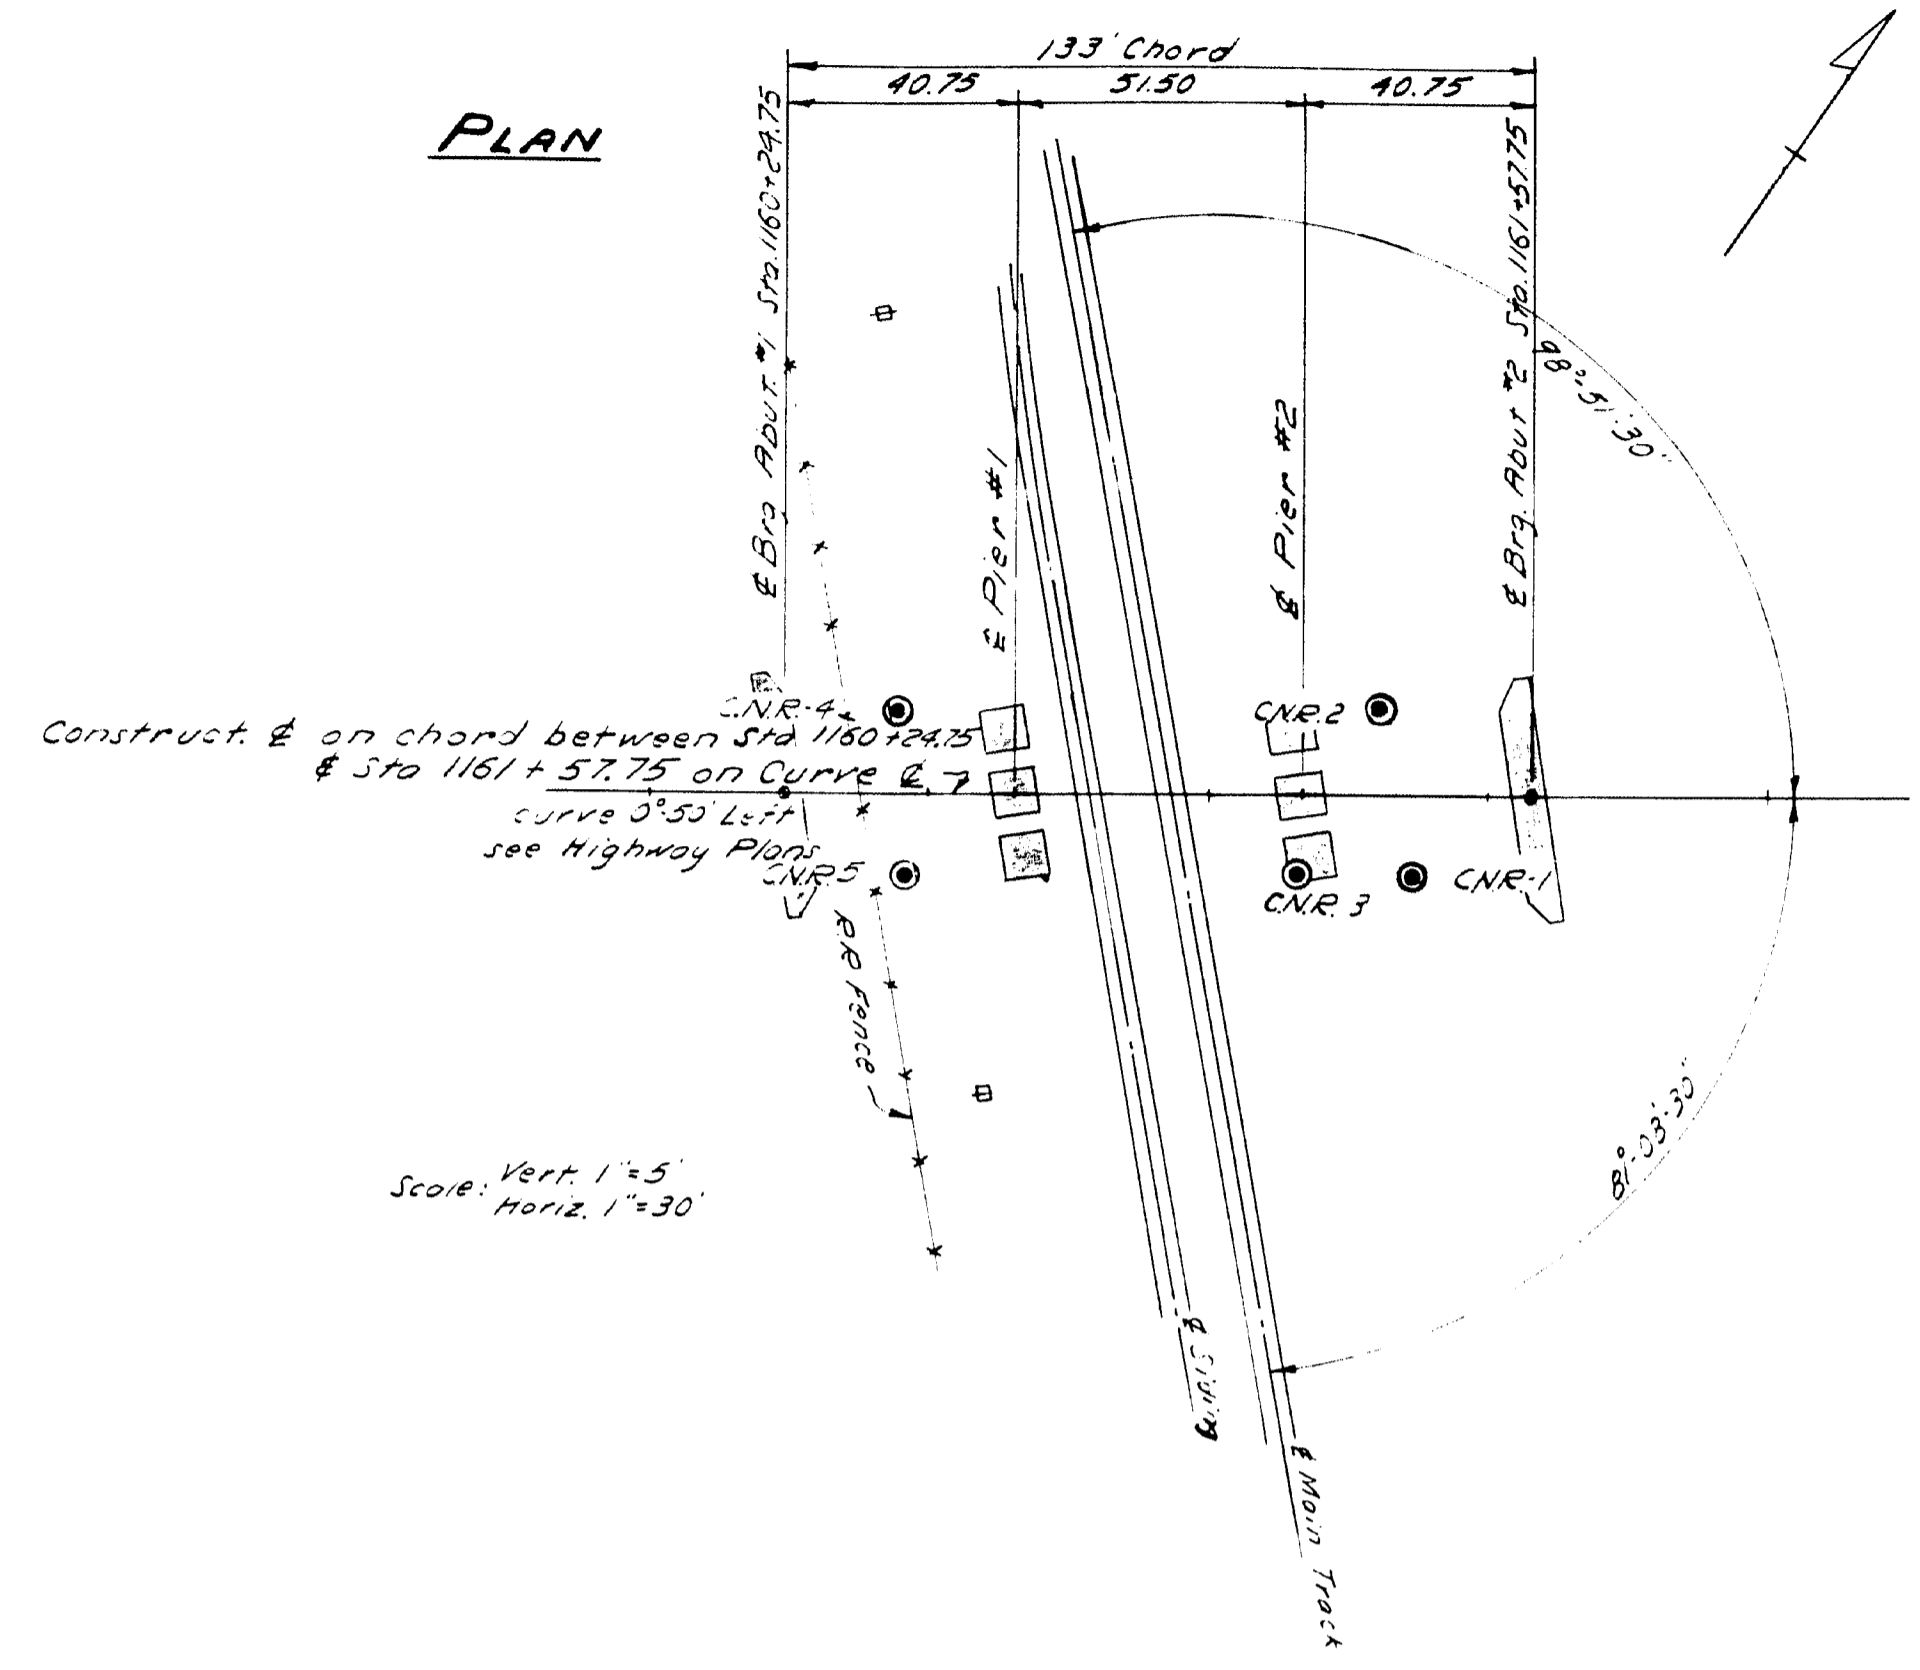 PLAN
133' Chord
40.75
51.50
40.75
℄ Brg Abut. #1 Sta. 1160+24.75
℄ Pier #1
℄ Pier #2
℄ Brg. Abut #2 Sta. 1161+57.75
98°-51'-30"
C.N.R.-4
C.N.R. 2
Construct. ℄ on chord between Sta 1160+24.75
& Sta 1161+57.75 on Curve ℄
curve 0°-50' Left
see Highway Plans
C.N.R. 5
C.N.R. 3
C.N.R.-1
RR Fence
81°-03'-30"
Scale: Vert. 1"=5'
Horiz. 1"=30'
℄ Siding
℄ Main Track